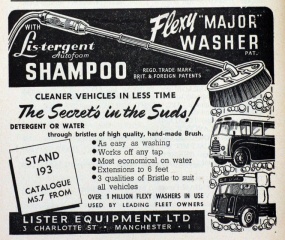 WITH
Listergent
Autofoam
SHAMPOO
Flexy "MAJOR"
WASHER
PAT.
REGD. TRADE MARK
BRIT. & FOREIGN PATENTS
CLEANER VEHICLES IN LESS TIME
The Secret's in the Suds!
DETERGENT OR WATER
through bristles of high quality, hand-made Brush.
STAND
193
CATALOGUE
MS.7 FROM
• As easy as washing
• Works off any tap
• Most economical on water
• Extensions to 6 feet
• 3 qualities of Bristle to suit
all vehicles
OVER 1 MILLION FLEXY WASHERS IN USE
USED BY LEADING FLEET OWNERS
LISTER EQUIPMENT LTD
3 CHARLOTTE ST · MANCHESTER · 1